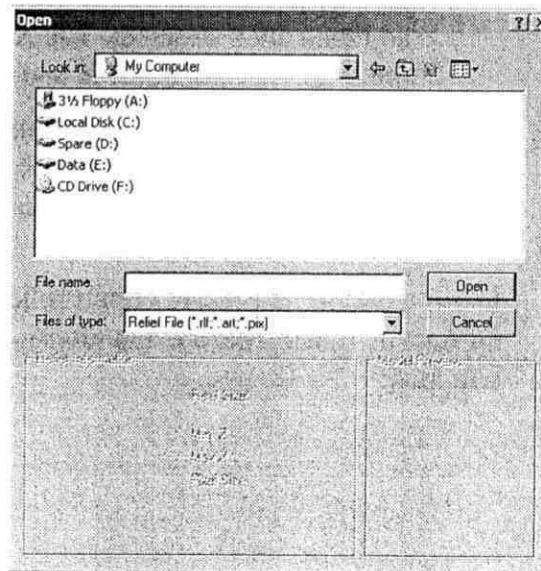 Open
Look in: My Computer
3½ Floppy (A:)
Local Disk (C:)
Spare (D:)
Data (E:)
CD Drive (F:)
File name:
Open
Files of type: Relief File (*.rlf;*.art;*.pix)
Cancel
Min Z:
Max Z: